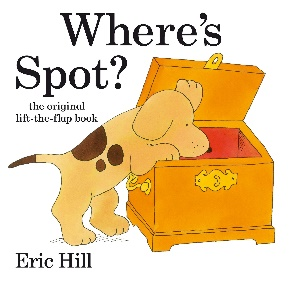 Where's
Spot?
the original
lift-the-flap book
Eric Hill